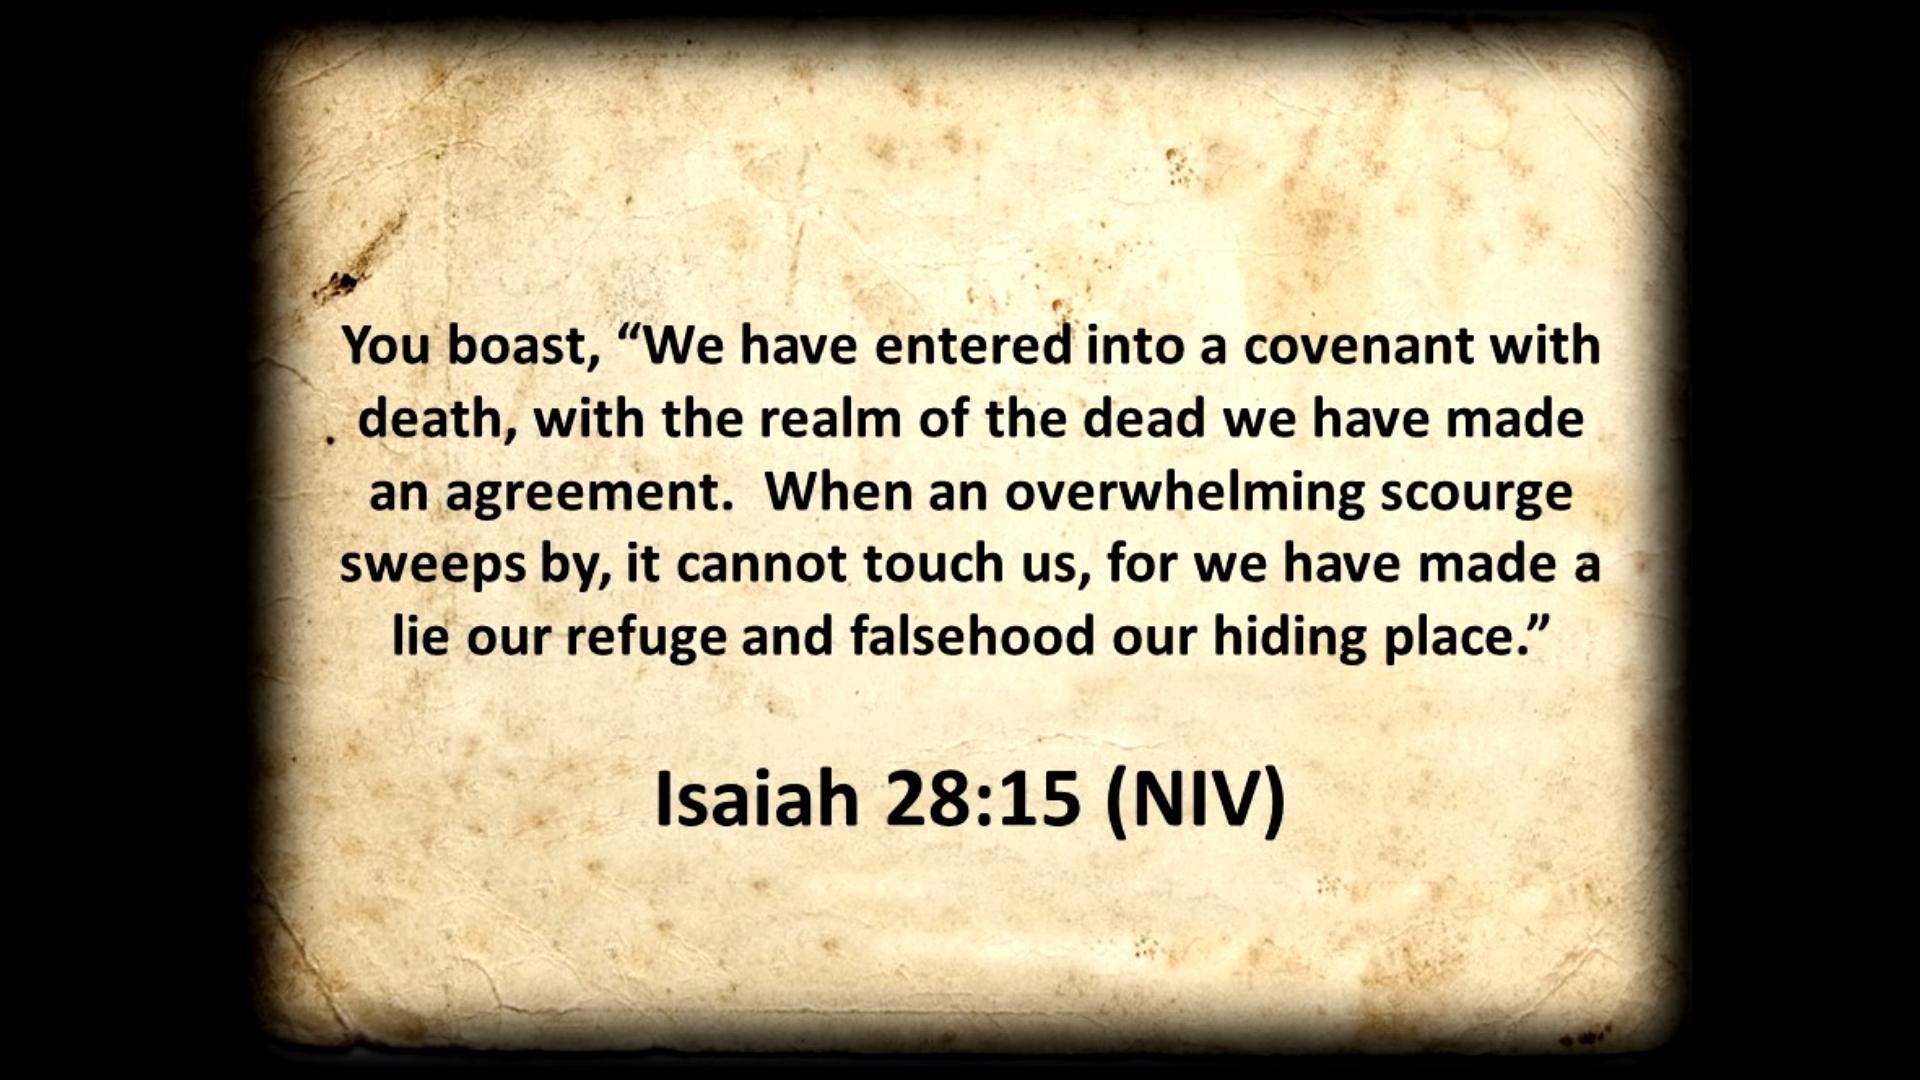 You boast, “We have entered into a covenant with
death, with the realm of the dead we have made
an agreement.  When an overwhelming scourge
sweeps by, it cannot touch us, for we have made a
lie our refuge and falsehood our hiding place.”
Isaiah 28:15 (NIV)